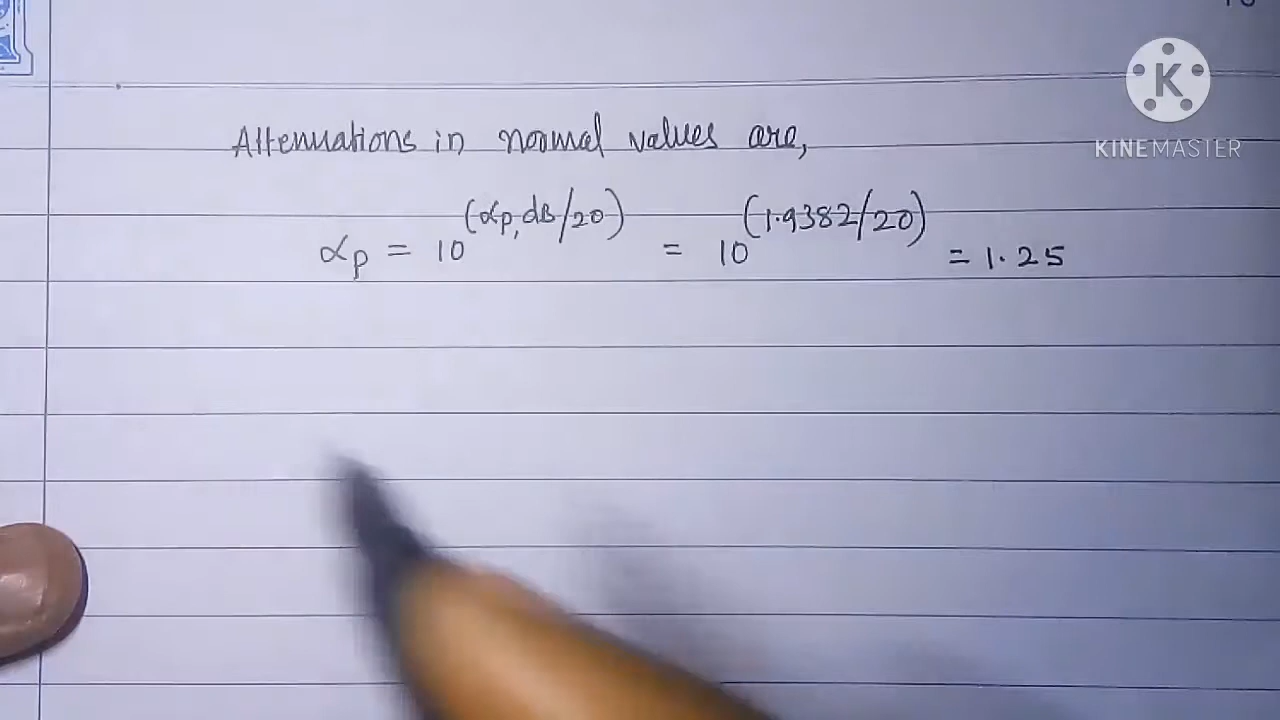 KINEMASTER
Attenuations in normal values are,
αp = 10^(αp,dB/20) = 10^(1.9382/20) = 1.25